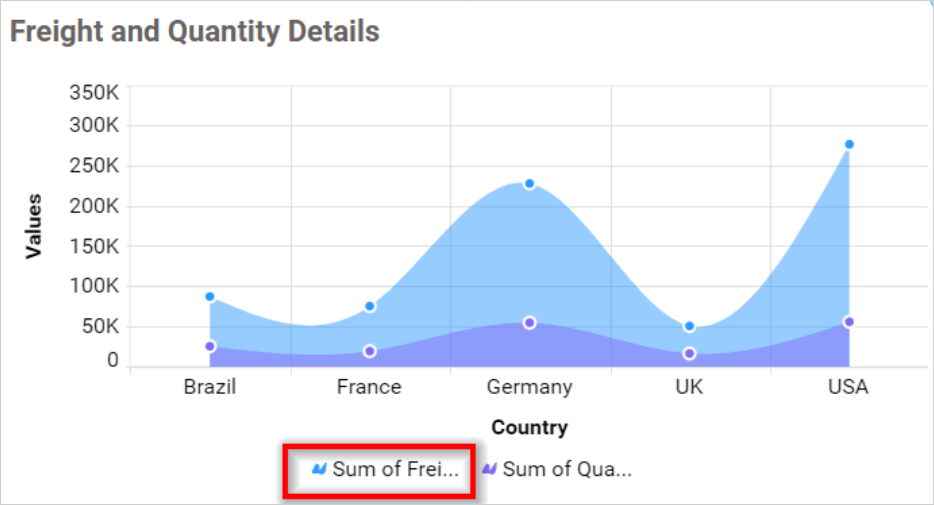 Freight and Quantity Details
350K
300K
250K
200K
150K
100K
50K
0
Values
Brazil France Germany UK USA
Country
Sum of Frei... Sum of Qua...